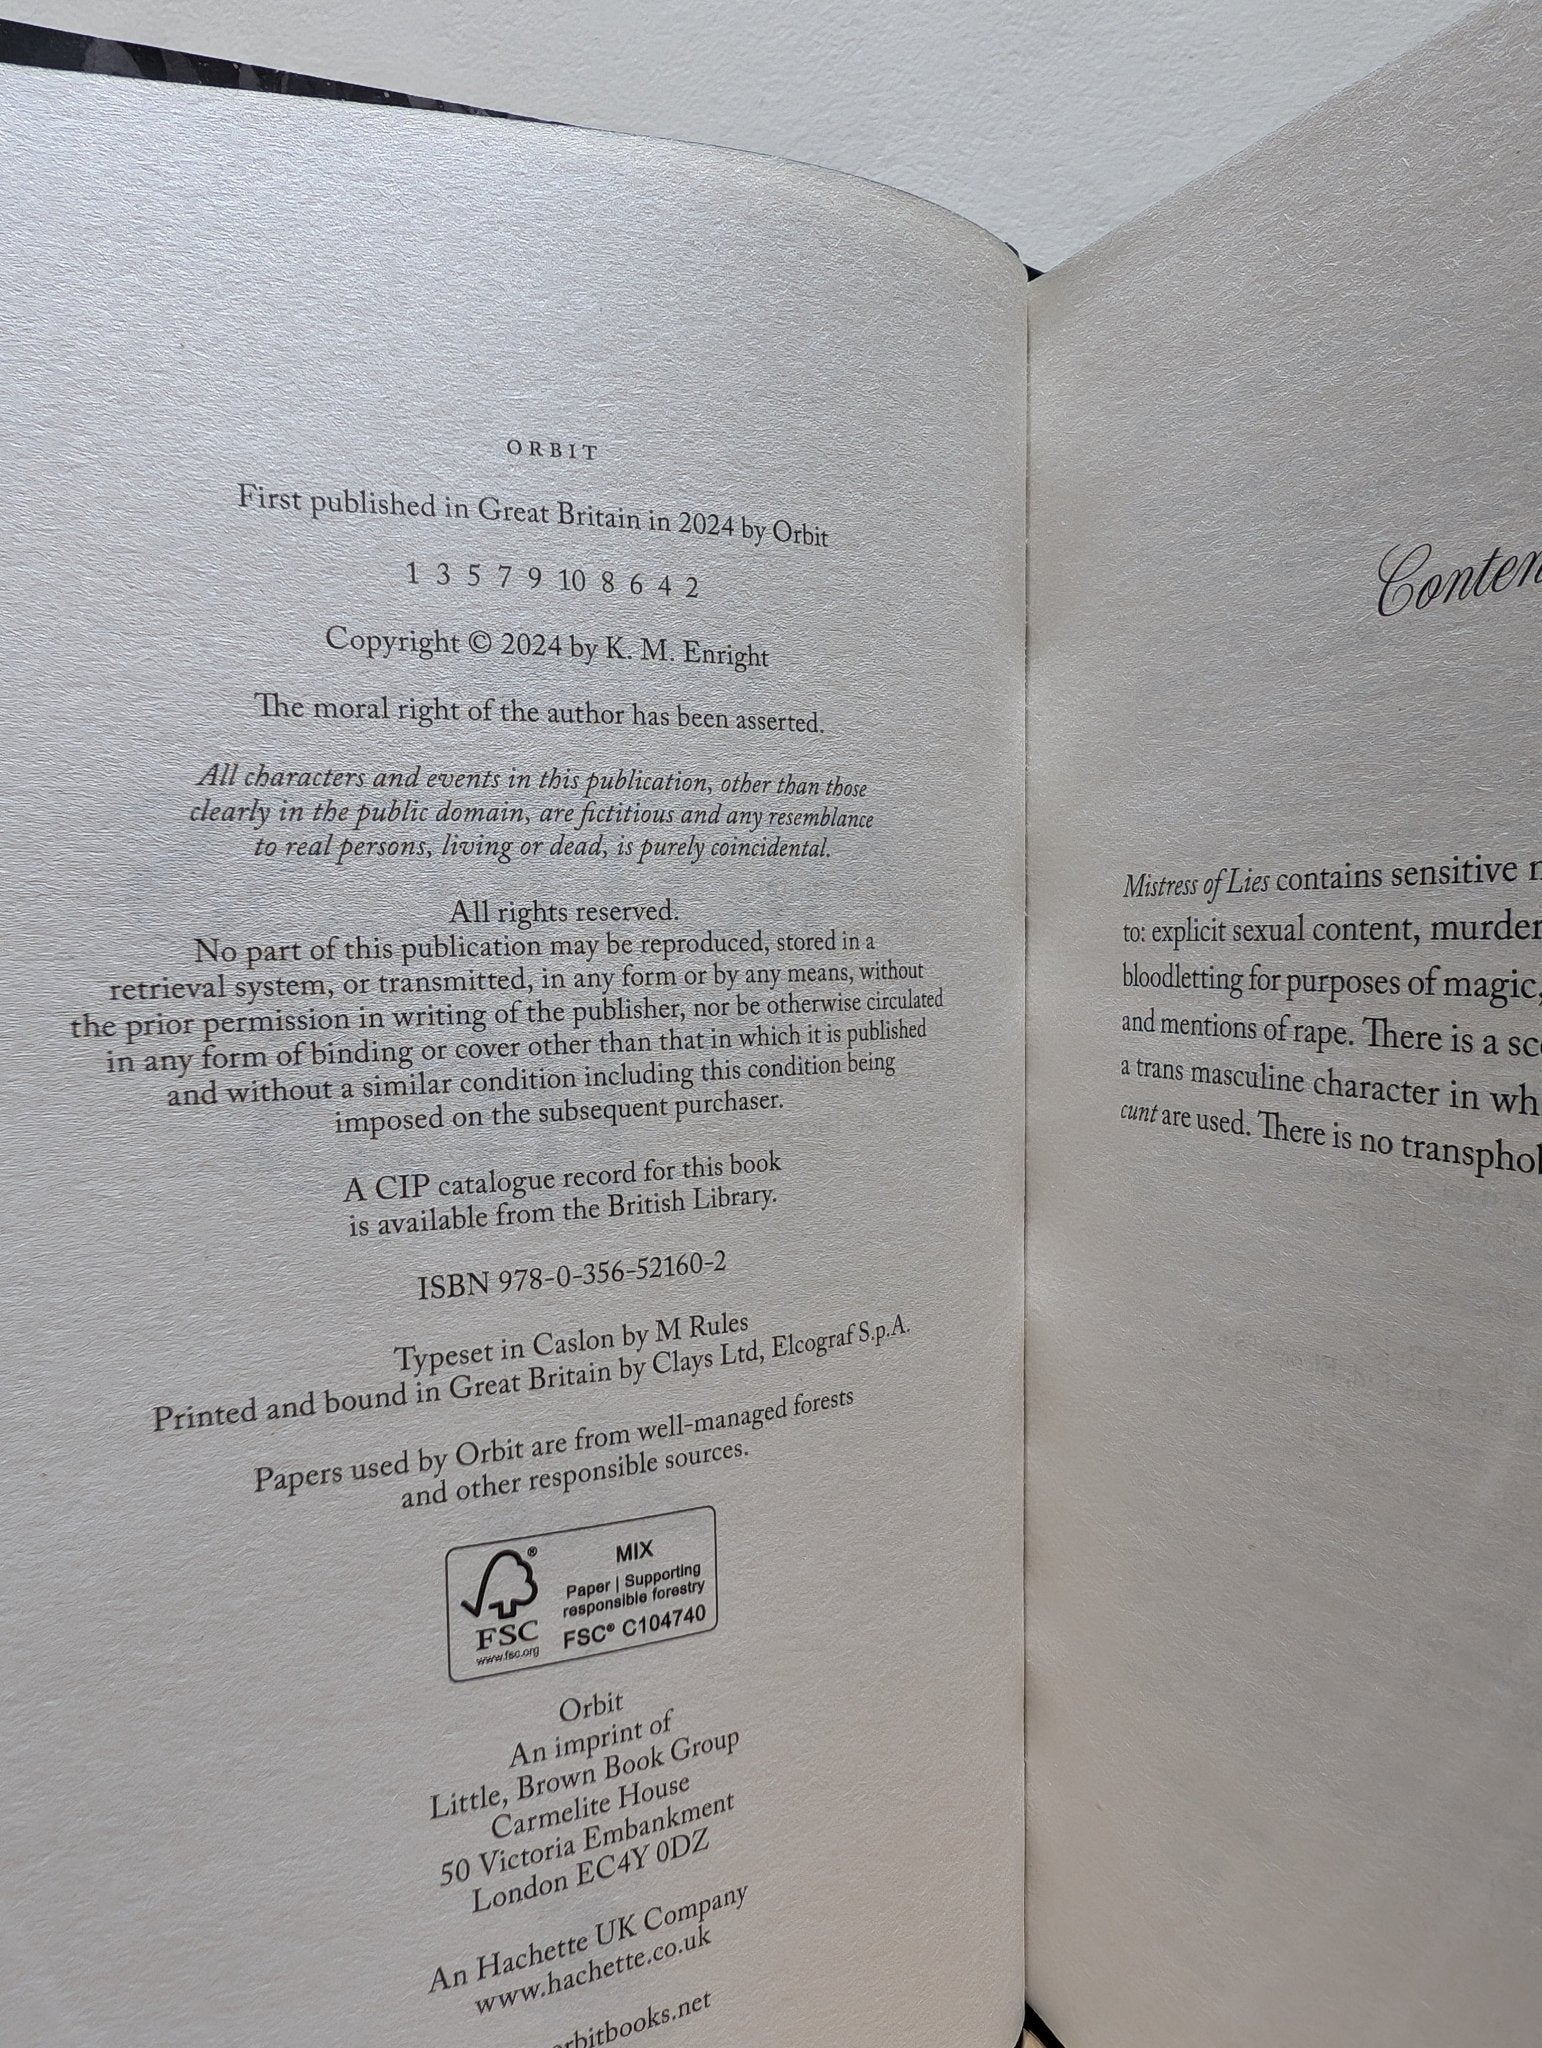 ORBIT
First published in Great Britain in 2024 by Orbit
1 3 5 7 9 10 8 6 4 2
Copyright © 2024 by K. M. Enright
The moral right of the author has been asserted.
All characters and events in this publication, other than those
clearly in the public domain, are fictitious and any resemblance
to real persons, living or dead, is purely coincidental.
All rights reserved.
No part of this publication may be reproduced, stored in a
retrieval system, or transmitted, in any form or by any means, without
the prior permission in writing of the publisher, nor be otherwise circulated
in any form of binding or cover other than that in which it is published
and without a similar condition including this condition being
imposed on the subsequent purchaser.
A CIP catalogue record for this book
is available from the British Library.
ISBN 978-0-356-52160-2
Typeset in Caslon by M Rules
Printed and bound in Great Britain by Clays Ltd, Elcograf S.p.A.
Papers used by Orbit are from well-managed forests
and other responsible sources.
®
MIX
Paper | Supporting
responsible forestry
FSC® C104740
FSC
www.fsc.org
Orbit
An imprint of
Little, Brown Book Group
Carmelite House
50 Victoria Embankment
London EC4Y 0DZ
An Hachette UK Company
www.hachette.co.uk
rbitbooks.net
Conten
Mistress of Lies contains sensitive
to: explicit sexual content, murder
bloodletting for purposes of magic,
and mentions of rape. There is a sc
a trans masculine character in wh
cunt are used. There is no transphob